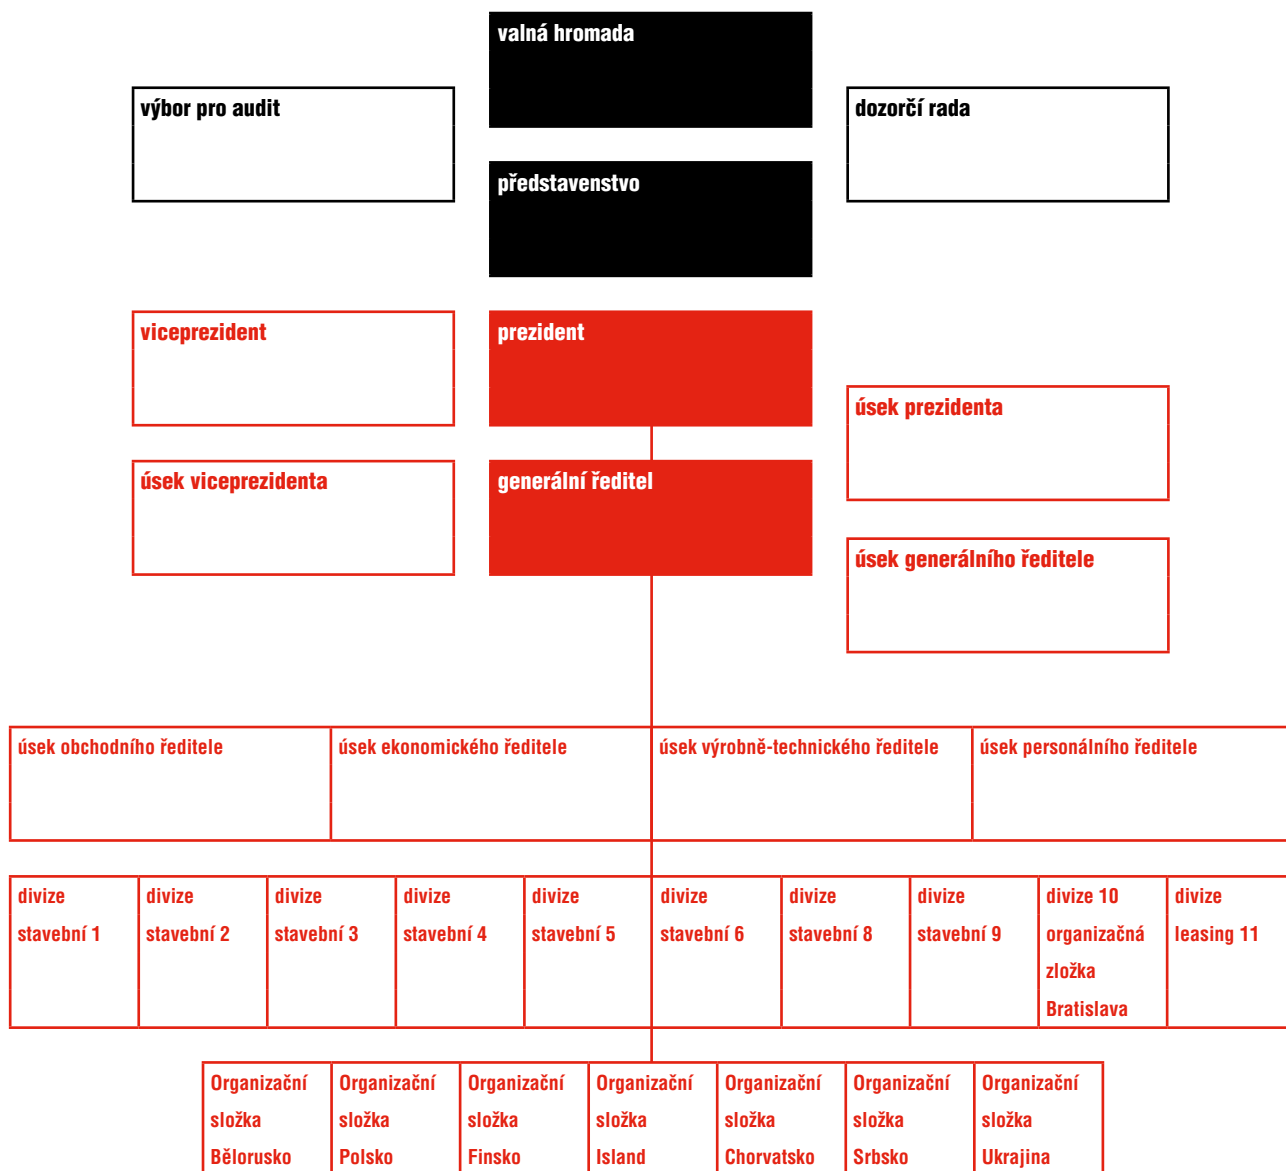 valná hromada
výbor pro audit
dozorčí rada
představenstvo
viceprezident
prezident
úsek prezidenta
úsek viceprezidenta
generální ředitel
úsek generálního ředitele
úsek obchodního ředitele
úsek ekonomického ředitele
úsek výrobně-technického ředitele
úsek personálního ředitele
divize
stavební 1
divize
stavební 2
divize
stavební 3
divize
stavební 4
divize
stavební 5
divize
stavební 6
divize
stavební 8
divize
stavební 9
divize 10
organizačná
zložka
Bratislava
divize
leasing 11
Organizační
složka
Bělorusko
Organizační
složka
Polsko
Organizační
složka
Finsko
Organizační
složka
Island
Organizační
složka
Chorvatsko
Organizační
složka
Srbsko
Organizační
složka
Ukrajina